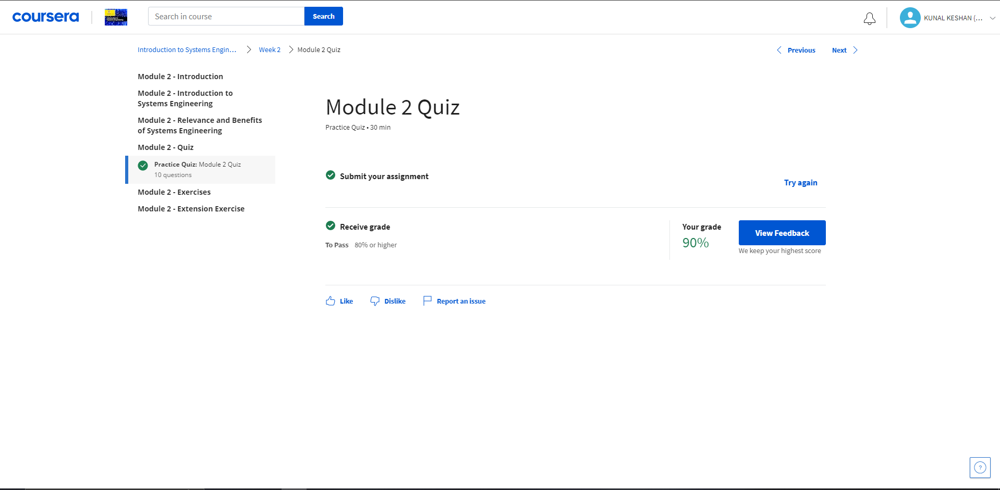 coursera
Search in course
Search
KUNAL KESHAN (...
Introduction to Systems Engin...
Week 2
Module 2 Quiz
Previous
Next
Module 2 - Introduction
Module 2 - Introduction to
Systems Engineering
Module 2 - Relevance and Benefits
of Systems Engineering
Module 2 - Quiz
Practice Quiz: Module 2 Quiz
10 questions
Module 2 - Exercises
Module 2 - Extension Exercise
Module 2 Quiz
Practice Quiz • 30 min
Submit your assignment
Try again
Receive grade
To Pass 80% or higher
Your grade
90%
View Feedback
We keep your highest score
Like
Dislike
Report an issue
?